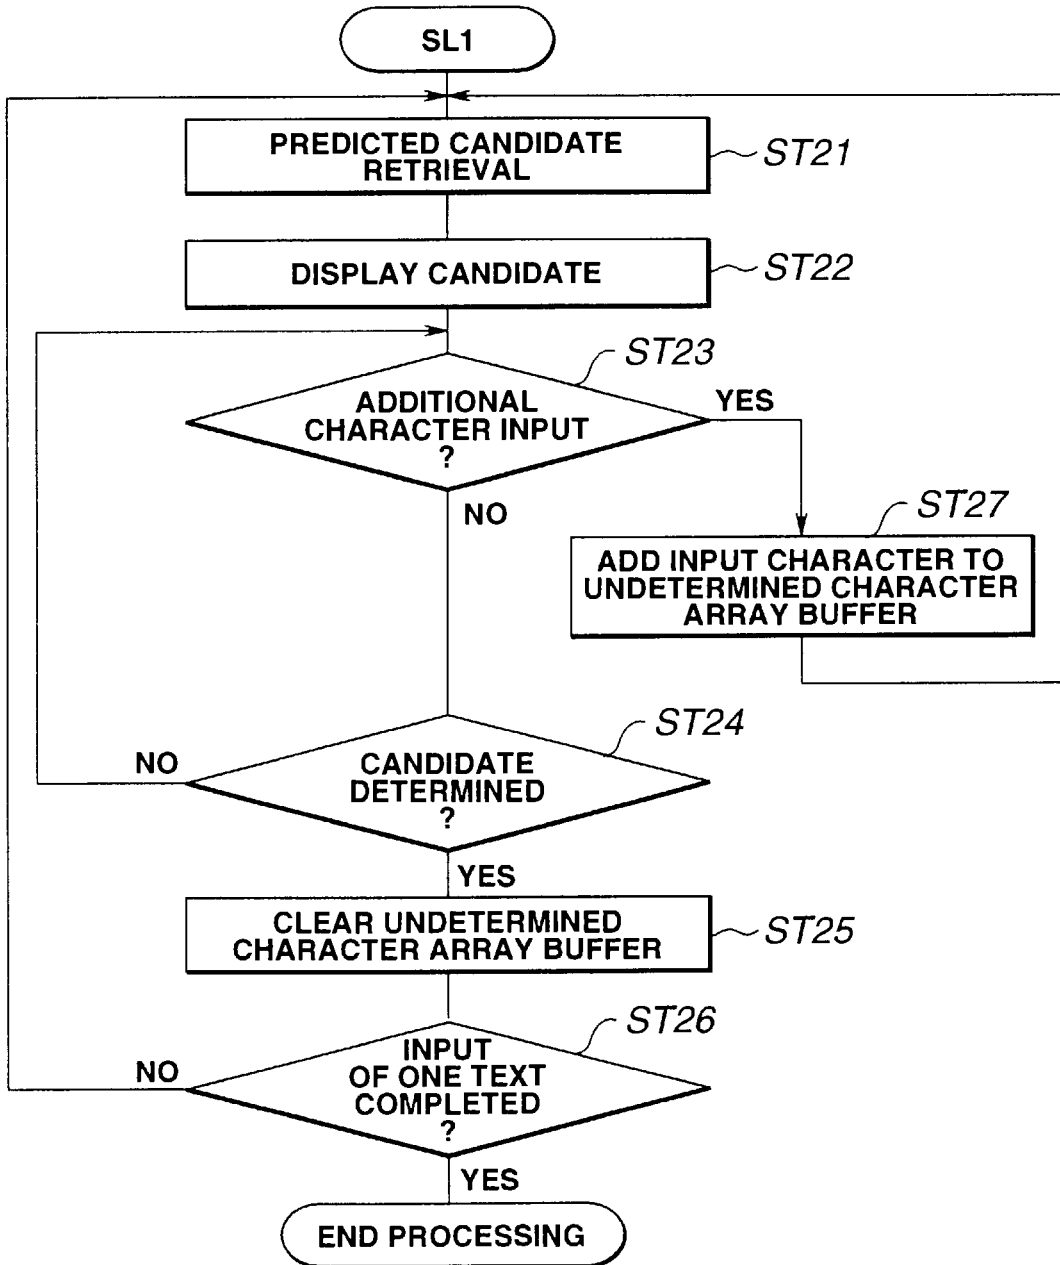 SL1
PREDICTED CANDIDATE
RETRIEVAL
ST21
DISPLAY CANDIDATE
ST22
ST23
ADDITIONAL
CHARACTER INPUT
?
YES
NO
ST27
ADD INPUT CHARACTER TO
UNDETERMINED CHARACTER
ARRAY BUFFER
ST24
NO
CANDIDATE
DETERMINED
?
YES
CLEAR UNDETERMINED
CHARACTER ARRAY BUFFER
ST25
ST26
NO
INPUT
OF ONE TEXT
COMPLETED
?
YES
END PROCESSING